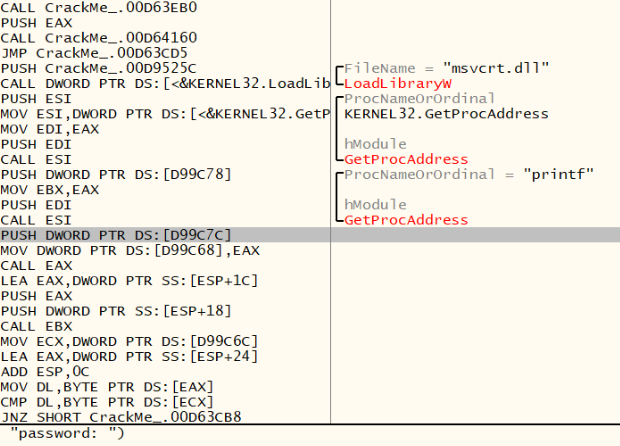 CALL CrackMe_.00D63EB0
PUSH EAX
CALL CrackMe_.00D64160
JMP CrackMe_.00D63CD5
PUSH CrackMe_.00D9525C FileName = "msvcrt.dll"
CALL DWORD PTR DS:[<&KERNEL32.LoadLib LoadLibraryW
PUSH ESI ProcNameOrOrdinal
MOV ESI,DWORD PTR DS:[<&KERNEL32.GetP KERNEL32.GetProcAddress
MOV EDI,EAX
PUSH EDI hModule
CALL ESI GetProcAddress
PUSH DWORD PTR DS:[D99C78] ProcNameOrOrdinal = "printf"
MOV EBX,EAX
PUSH EDI hModule
CALL ESI GetProcAddress
PUSH DWORD PTR DS:[D99C7C]
MOV DWORD PTR DS:[D99C68],EAX
CALL EAX
LEA EAX,DWORD PTR SS:[ESP+1C]
PUSH EAX
PUSH DWORD PTR SS:[ESP+18]
CALL EBX
MOV ECX,DWORD PTR DS:[D99C6C]
LEA EAX,DWORD PTR SS:[ESP+24]
ADD ESP,0C
MOV DL,BYTE PTR DS:[EAX]
CMP DL,BYTE PTR DS:[ECX]
JNZ SHORT CrackMe_.00D63CB8
"password: ")